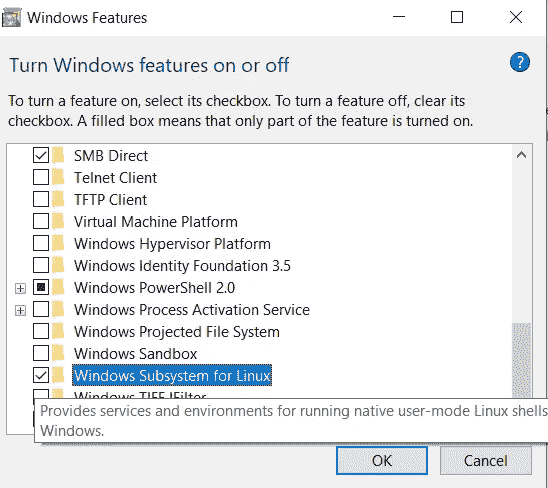 Windows Features
Turn Windows features on or off
?
To turn a feature on, select its checkbox. To turn a feature off, clear its
checkbox. A filled box means that only part of the feature is turned on.
SMB Direct
Telnet Client
TFTP Client
Virtual Machine Platform
Windows Hypervisor Platform
Windows Identity Foundation 3.5
Windows PowerShell 2.0
Windows Process Activation Service
Windows Projected File System
Windows Sandbox
Windows Subsystem for Linux
Windows TIFF IFilter
Provides services and environments for running native user-mode Linux shells
Windows.
OK
Cancel